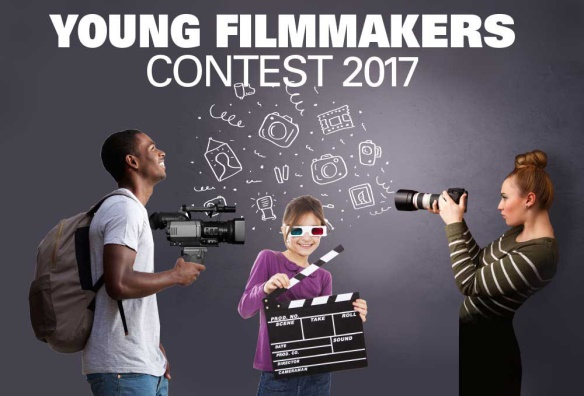 YOUNG FILMMAKERS
CONTEST 2017
PROD. NO.
SCENE TAKE ROLL
DATE SOUND
PROD. CO.
DIRECTOR
CAMERAMAN